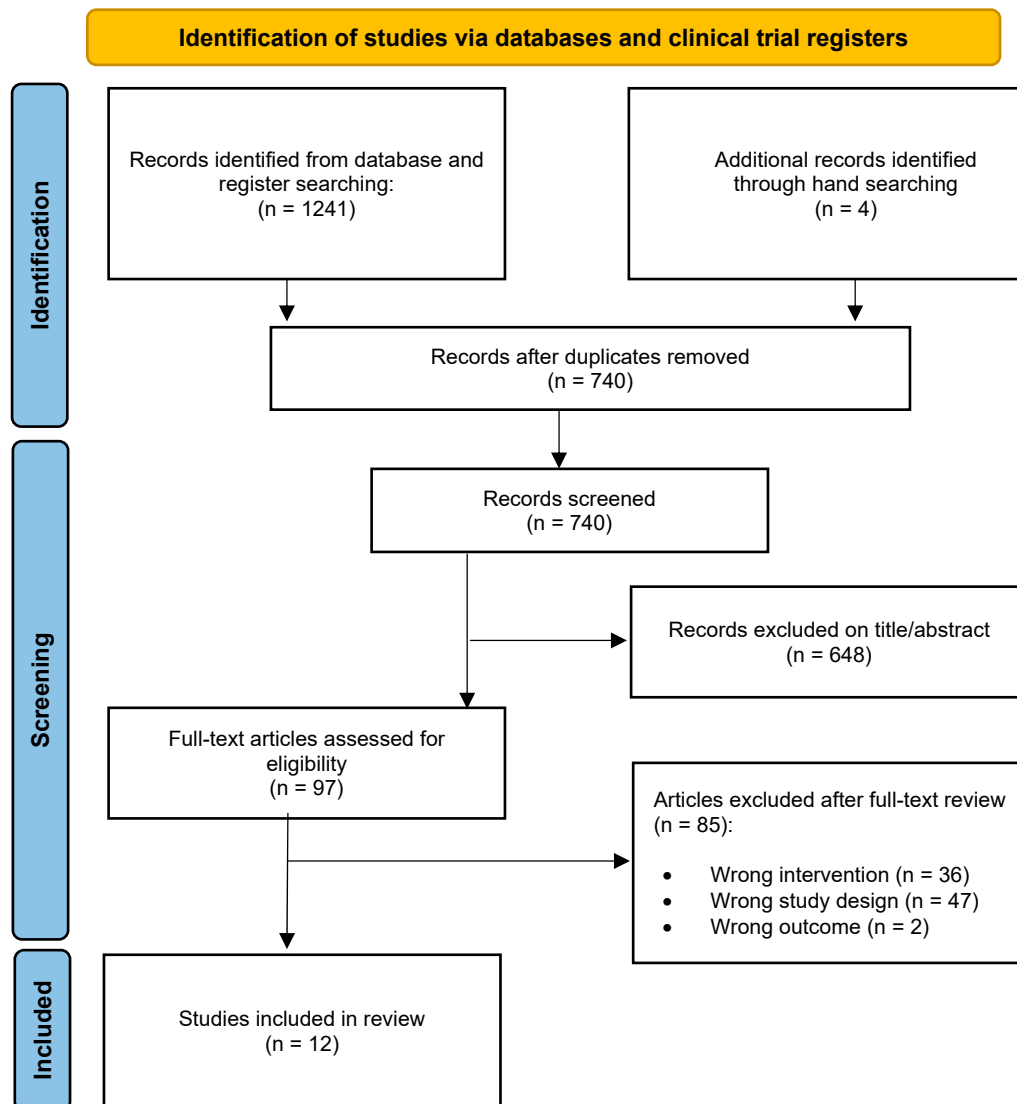 Identification of studies via databases and clinical trial registers
Identification
Records identified from database and
register searching:
(n = 1241)
Additional records identified
through hand searching
(n = 4)
Records after duplicates removed
(n = 740)
Screening
Records screened
(n = 740)
Records excluded on title/abstract
(n = 648)
Full-text articles assessed for
eligibility
(n = 97)
Articles excluded after full-text review
(n = 85):
• Wrong intervention (n = 36)
• Wrong study design (n = 47)
• Wrong outcome (n = 2)
Included
Studies included in review
(n = 12)